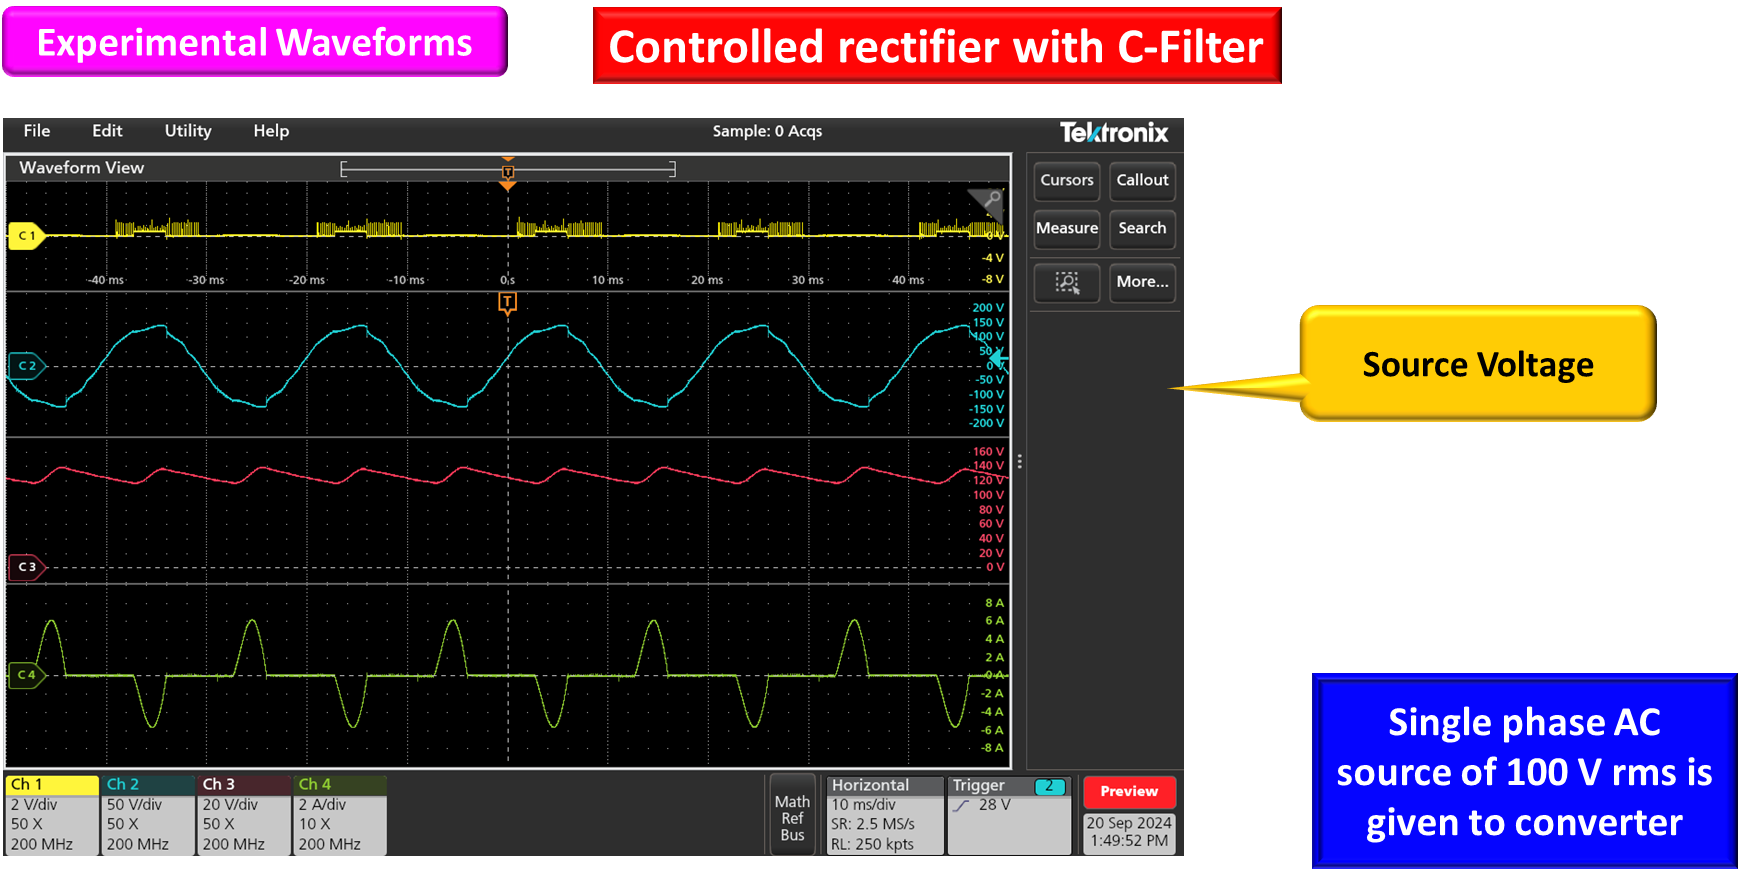 Experimental Waveforms
Controlled rectifier with C-Filter
File Edit Utility Help Sample: 0 Acqs Tektronix
Waveform View
T
Cursors Callout
Measure Search
More...
C 1
0 V
-4 V
-8 V
-40 ms -30 ms -20 ms -10 ms 0 s 10 ms 20 ms 30 ms 40 ms
T
C 2
200 V
150 V
100 V
50 V
0 V
-50 V
-100 V
-150 V
-200 V
Source Voltage
160 V
140 V
120 V
100 V
80 V
60 V
40 V
20 V
C 3
0 V
8 A
6 A
4 A
2 A
C 4
0 A
-2 A
-4 A
-6 A
-8 A
Single phase AC
source of 100 V rms is
given to converter
Ch 1
2 V/div
50 X
200 MHz
Ch 2
50 V/div
50 X
200 MHz
Ch 3
20 V/div
50 X
200 MHz
Ch 4
2 A/div
10 X
200 MHz
Math
Ref
Bus
Horizontal
10 ms/div
SR: 2.5 MS/s
RL: 250 kpts
Trigger 2
28 V
Preview
20 Sep 2024
1:49:52 PM